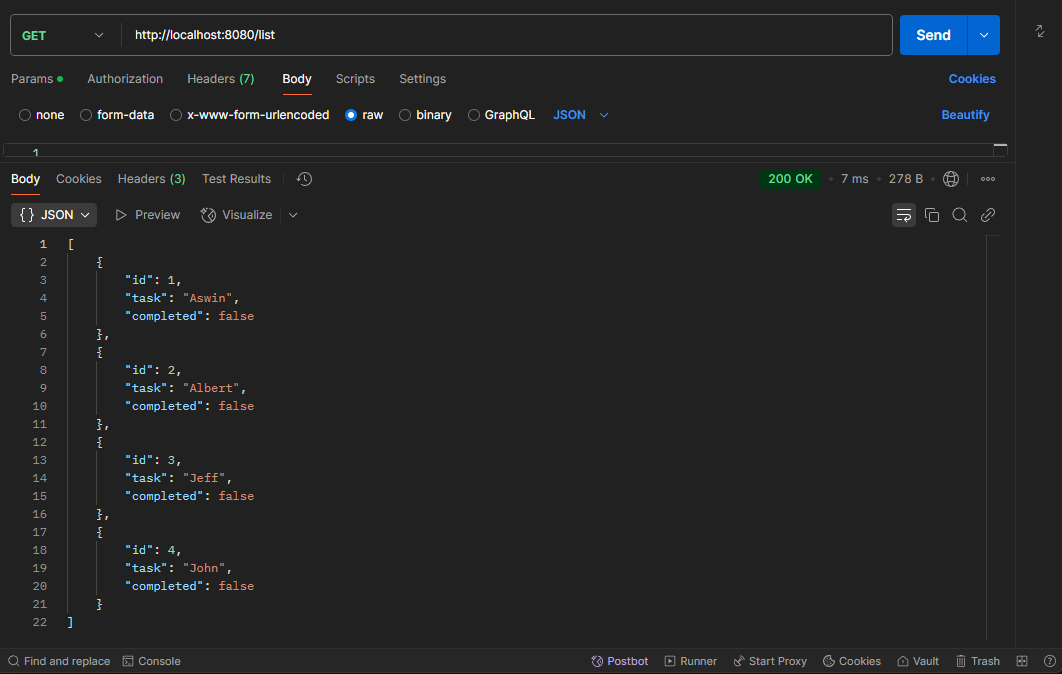 GET http://localhost:8080/list Send
Params Authorization Headers (7) Body Scripts Settings Cookies
none form-data x-www-form-urlencoded raw binary GraphQL JSON Beautify
1
Body Cookies Headers (3) Test Results 200 OK 7 ms 278 B
{} JSON Preview Visualize
1 [
2 {
3 "id": 1,
4 "task": "Aswin",
5 "completed": false
6 },
7 {
8 "id": 2,
9 "task": "Albert",
10 "completed": false
11 },
12 {
13 "id": 3,
14 "task": "Jeff",
15 "completed": false
16 },
17 {
18 "id": 4,
19 "task": "John",
20 "completed": false
21 }
22 ]
Find and replace Console Postbot Runner Start Proxy Cookies Vault Trash